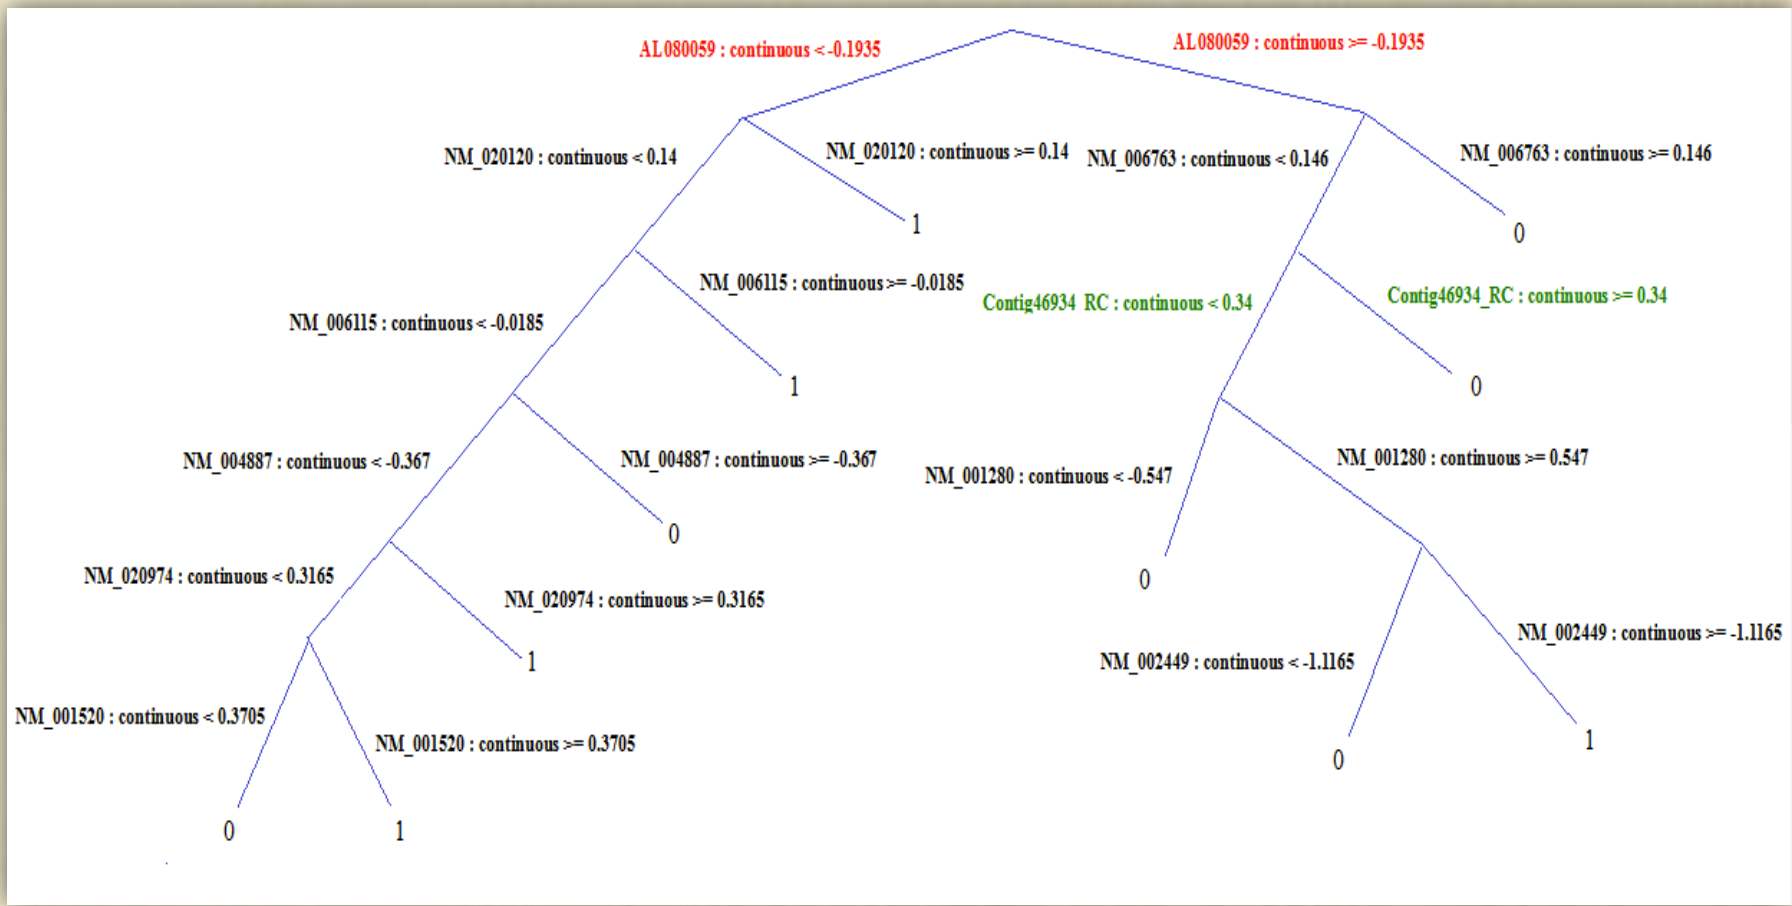 AL080059 : continuous < -0.1935
AL080059 : continuous >= -0.1935
NM_020120 : continuous < 0.14
NM_020120 : continuous >= 0.14
NM_006763 : continuous < 0.146
NM_006763 : continuous >= 0.146
1
0
NM_006115 : continuous >= -0.0185
Contig46934_RC : continuous < 0.34
Contig46934_RC : continuous >= 0.34
NM_006115 : continuous < -0.0185
1
0
NM_004887 : continuous < -0.367
NM_004887 : continuous >= -0.367
NM_001280 : continuous < -0.547
NM_001280 : continuous >= 0.547
0
NM_020974 : continuous < 0.3165
NM_020974 : continuous >= 0.3165
0
1
NM_002449 : continuous < -1.1165
NM_002449 : continuous >= -1.1165
NM_001520 : continuous < 0.3705
NM_001520 : continuous >= 0.3705
0
1
0
1